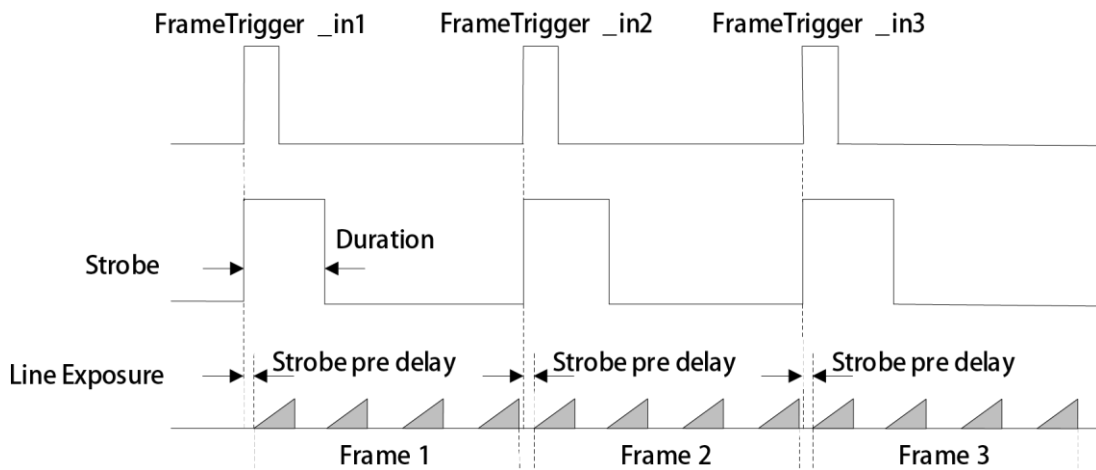 FrameTrigger _in1 FrameTrigger _in2 FrameTrigger _in3
Duration
Strobe
Strobe pre delay Strobe pre delay Strobe pre delay
Line Exposure
Frame 1 Frame 2 Frame 3